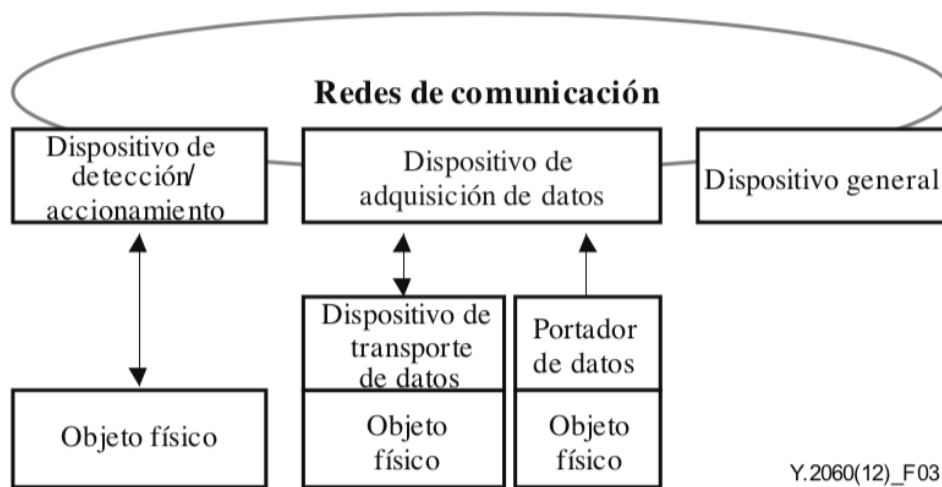 Redes de comunicación
Dispositivo de
detección/
accionamiento
Dispositivo de
adquisición de datos
Dispositivo general
Dispositivo de
transporte
de datos
Portador
de datos
Objeto físico
Objeto
físico
Objeto
físico
Y.2060(12)_F03